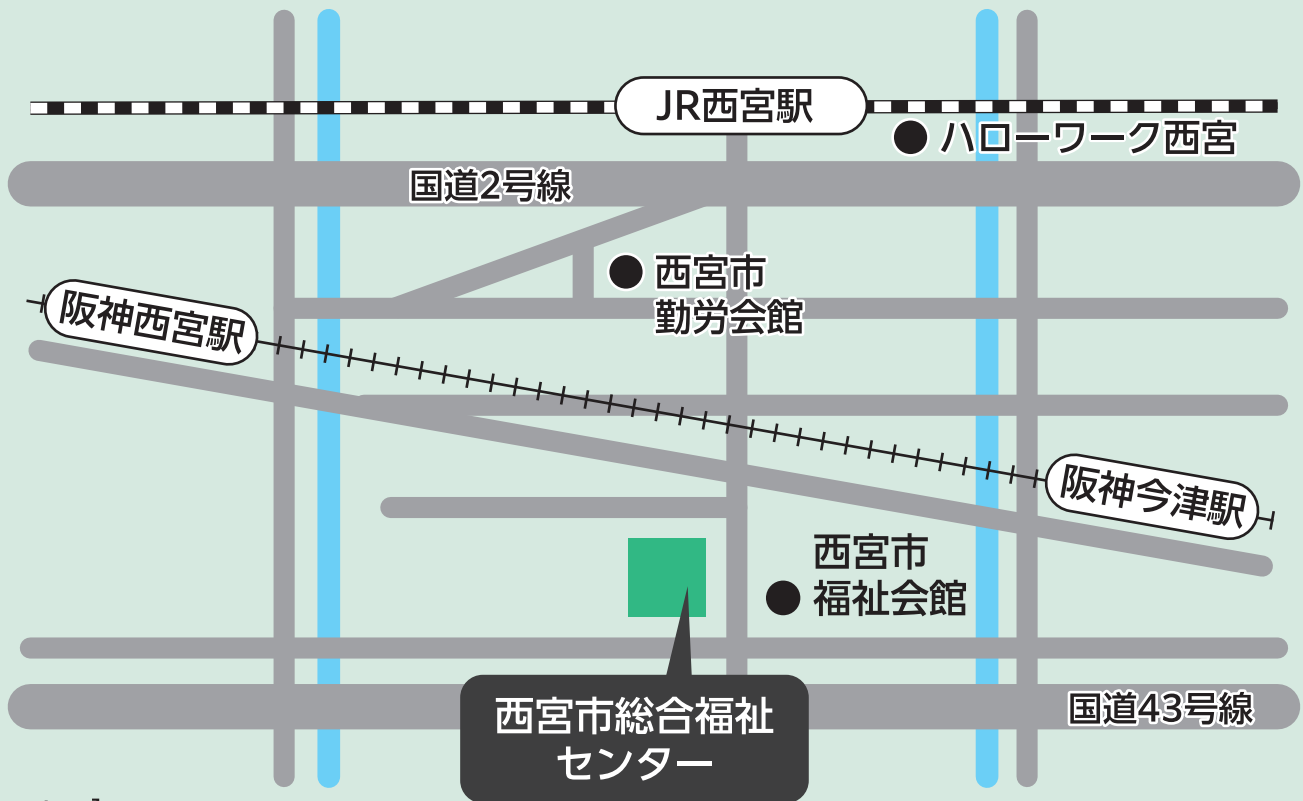 JR西宮駅
ハローワーク西宮
国道2号線
西宮市
勤労会館
阪神西宮駅
阪神今津駅
西宮市
福祉会館
西宮市総合福祉
センター
国道43号線